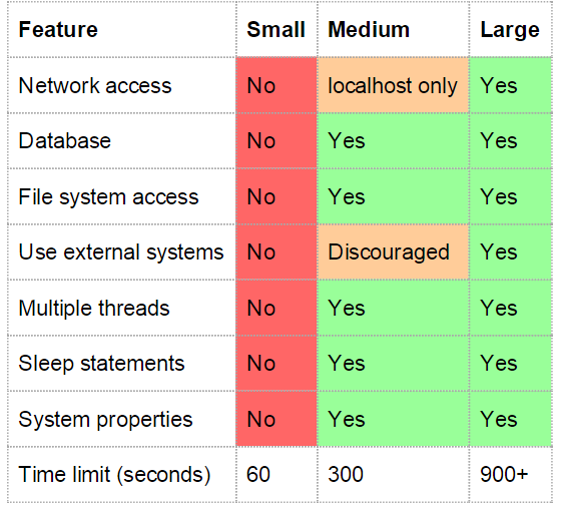 Feature Small Medium Large
Network access No localhost only Yes
Database No Yes Yes
File system access No Yes Yes
Use external systems No Discouraged Yes
Multiple threads No Yes Yes
Sleep statements No Yes Yes
System properties No Yes Yes
Time limit (seconds) 60 300 900+